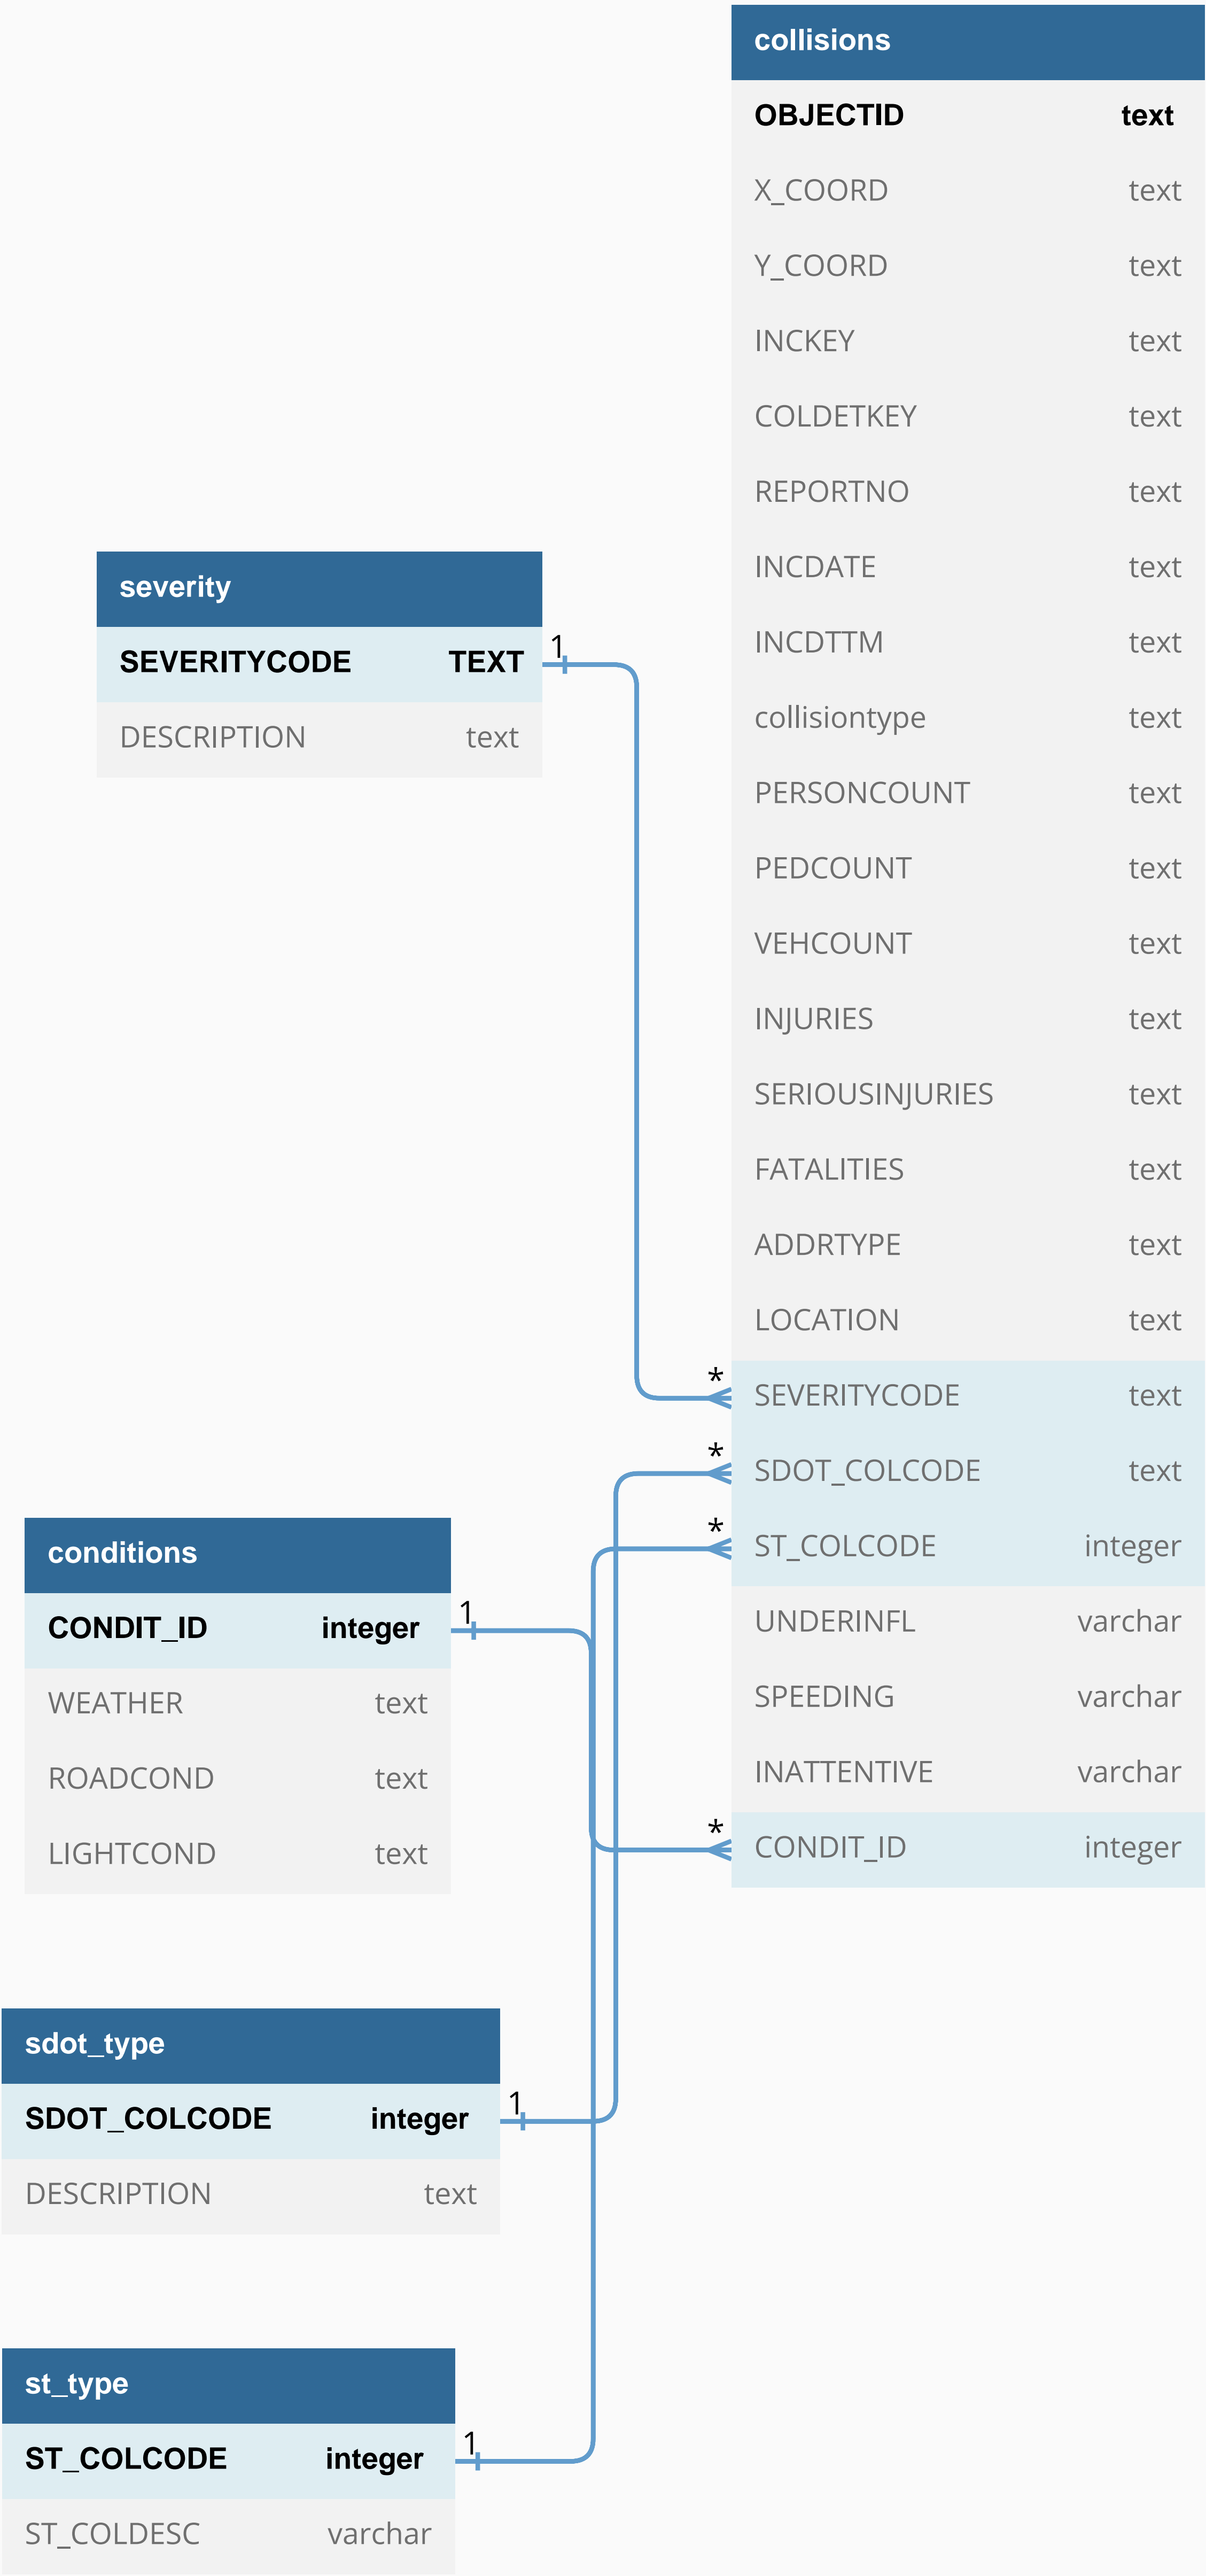 collisions
OBJECTID text
X_COORD text
Y_COORD text
INCKEY text
COLDETKEY text
REPORTNO text
INCDATE text
INCDTTM text
collisiontype text
PERSONCOUNT text
PEDCOUNT text
VEHCOUNT text
INJURIES text
SERIOUSINJURIES text
FATALITIES text
ADDRTYPE text
LOCATION text
* SEVERITYCODE text
* SDOT_COLCODE text
* ST_COLCODE integer
UNDERINFL varchar
SPEEDING varchar
INATTENTIVE varchar
* CONDIT_ID integer
severity
SEVERITYCODE TEXT 1
DESCRIPTION text
conditions
CONDIT_ID integer 1
WEATHER text
ROADCOND text
LIGHTCOND text
sdot_type
SDOT_COLCODE integer 1
DESCRIPTION text
st_type
ST_COLCODE integer 1
ST_COLDESC varchar